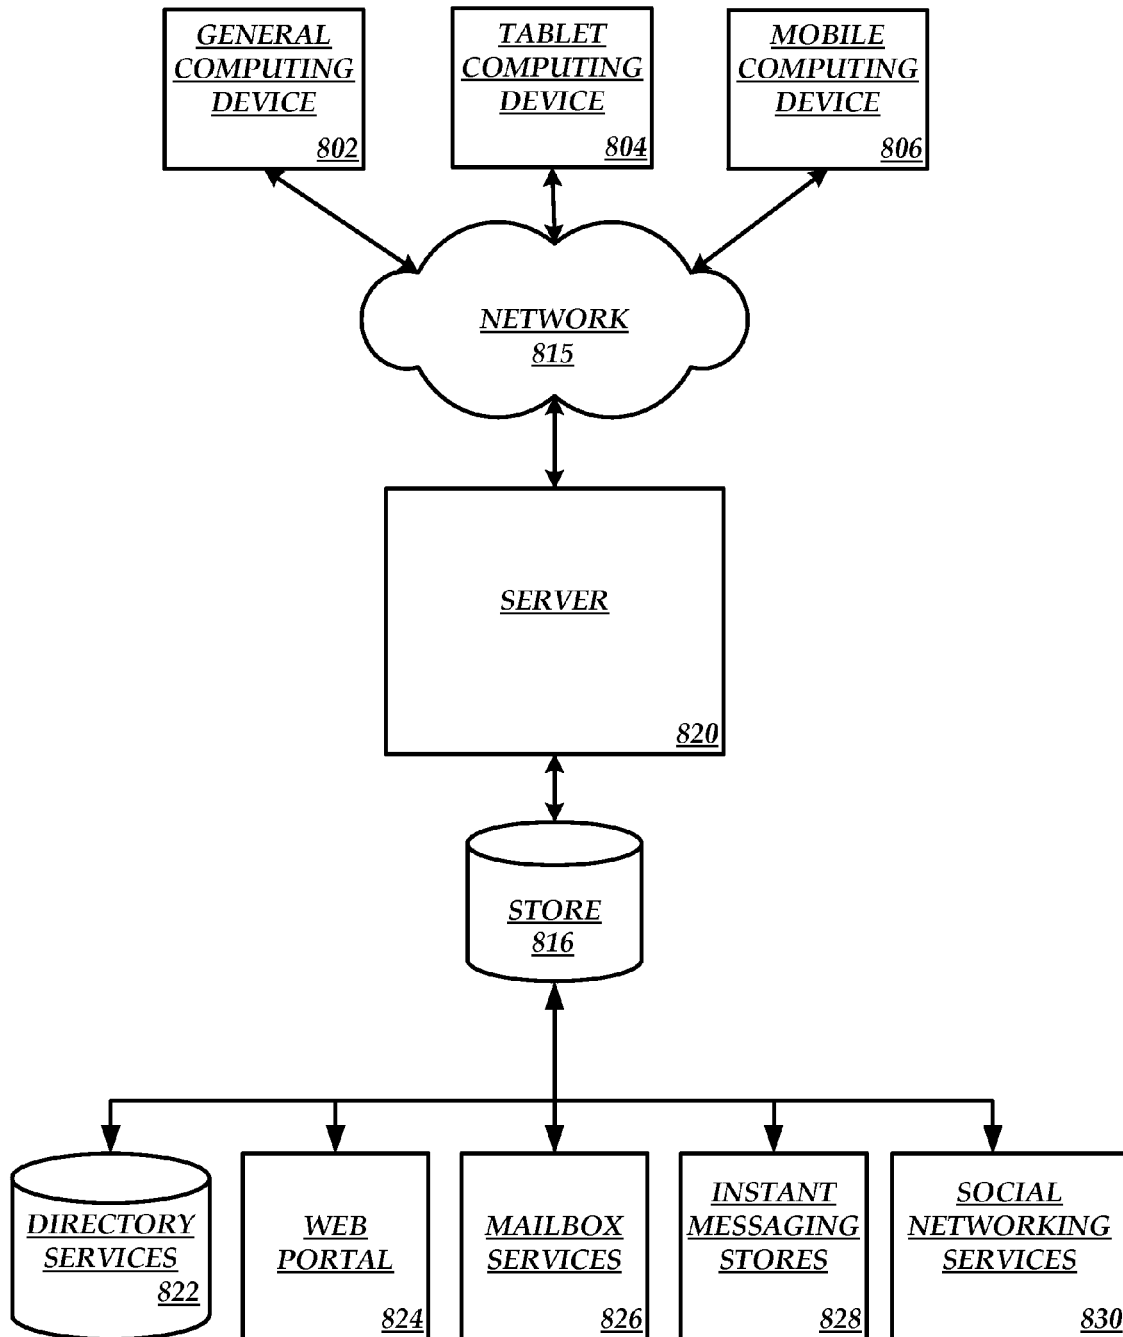 GENERAL
COMPUTING
DEVICE
802
TABLET
COMPUTING
DEVICE
804
MOBILE
COMPUTING
DEVICE
806
NETWORK
815
SERVER
820
STORE
816
DIRECTORY
SERVICES
822
WEB
PORTAL
824
MAILBOX
SERVICES
826
INSTANT
MESSAGING
STORES
828
SOCIAL
NETWORKING
SERVICES
830